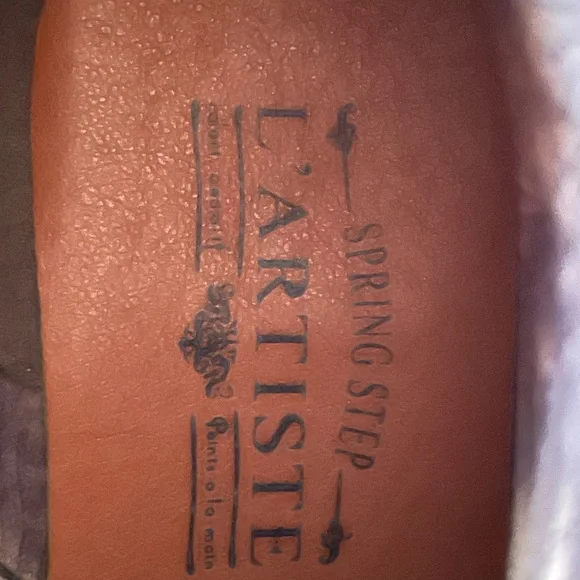 SPRING STEP
L'ARTISTE
Peints a la main